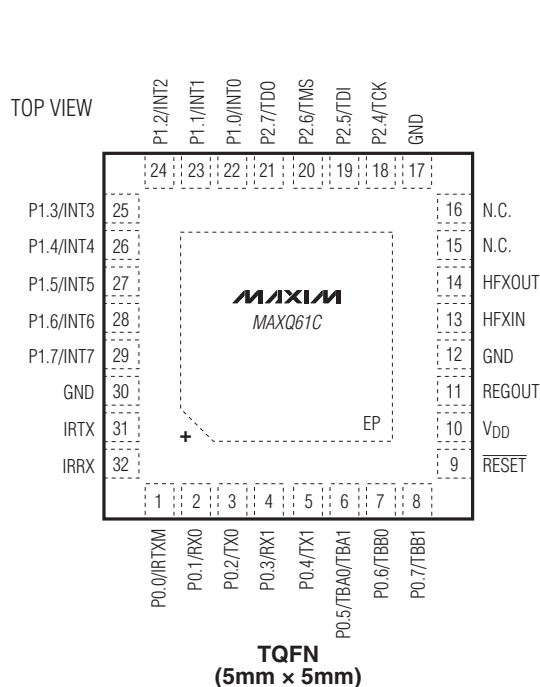 TOP VIEW
P1.2/INT2
P1.1/INT1
P1.0/INT0
P2.7/TDO
P2.6/TMS
P2.5/TDI
P2.4/TCK
GND
24 23 22 21 20 19 18 17
P1.3/INT3 25
P1.4/INT4 26
P1.5/INT5 27
P1.6/INT6 28
P1.7/INT7 29
GND 30
IRTX 31
IRRX 32
MAXIM
MAXQ61C
EP
+
16 N.C.
15 N.C.
14 HFXOUT
13 HFXIN
12 GND
11 REGOUT
10 VDD
9 RESET
1 2 3 4 5 6 7 8
P0.0/IRTXM
P0.1/RX0
P0.2/TX0
P0.3/RX1
P0.4/TX1
P0.5/TBA0/TBA1
P0.6/TBB0
P0.7/TBB1
TQFN
(5mm × 5mm)